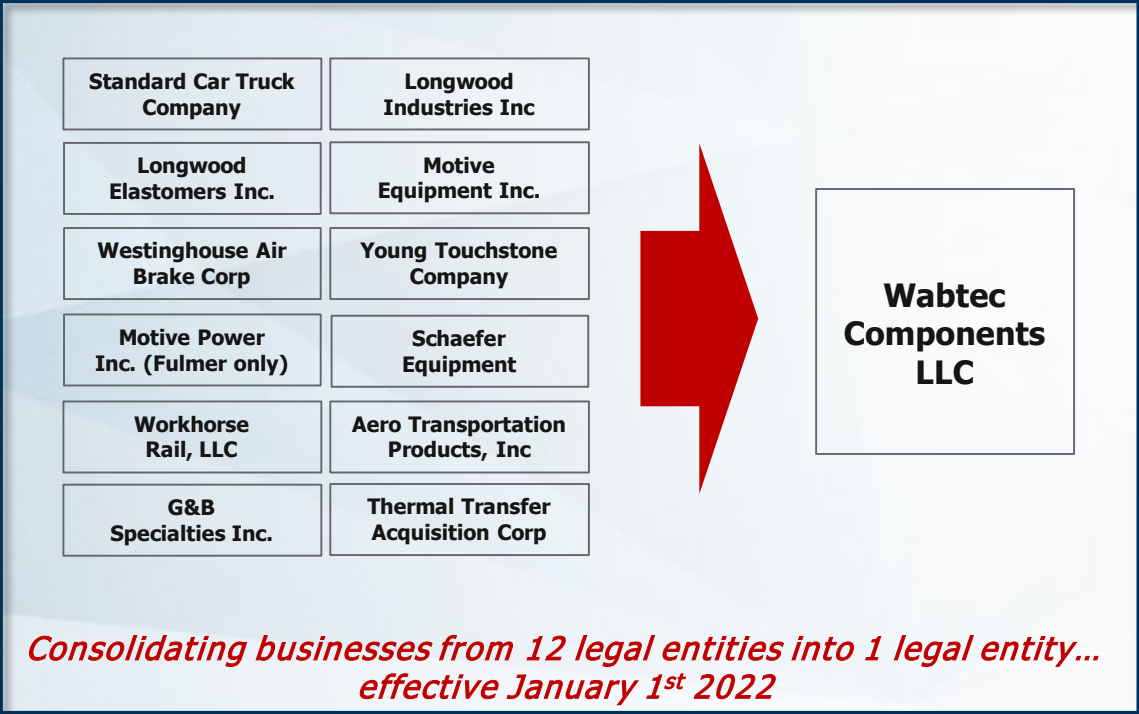 Standard Car Truck
Company
Longwood
Industries Inc
Longwood
Elastomers Inc.
Motive
Equipment Inc.
Westinghouse Air
Brake Corp
Young Touchstone
Company
Motive Power
Inc. (Fulmer only)
Schaefer
Equipment
Workhorse
Rail, LLC
Aero Transportation
Products, Inc
G&B
Specialties Inc.
Thermal Transfer
Acquisition Corp
Wabtec
Components
LLC
Consolidating businesses from 12 legal entities into 1 legal entity…
effective January 1st 2022